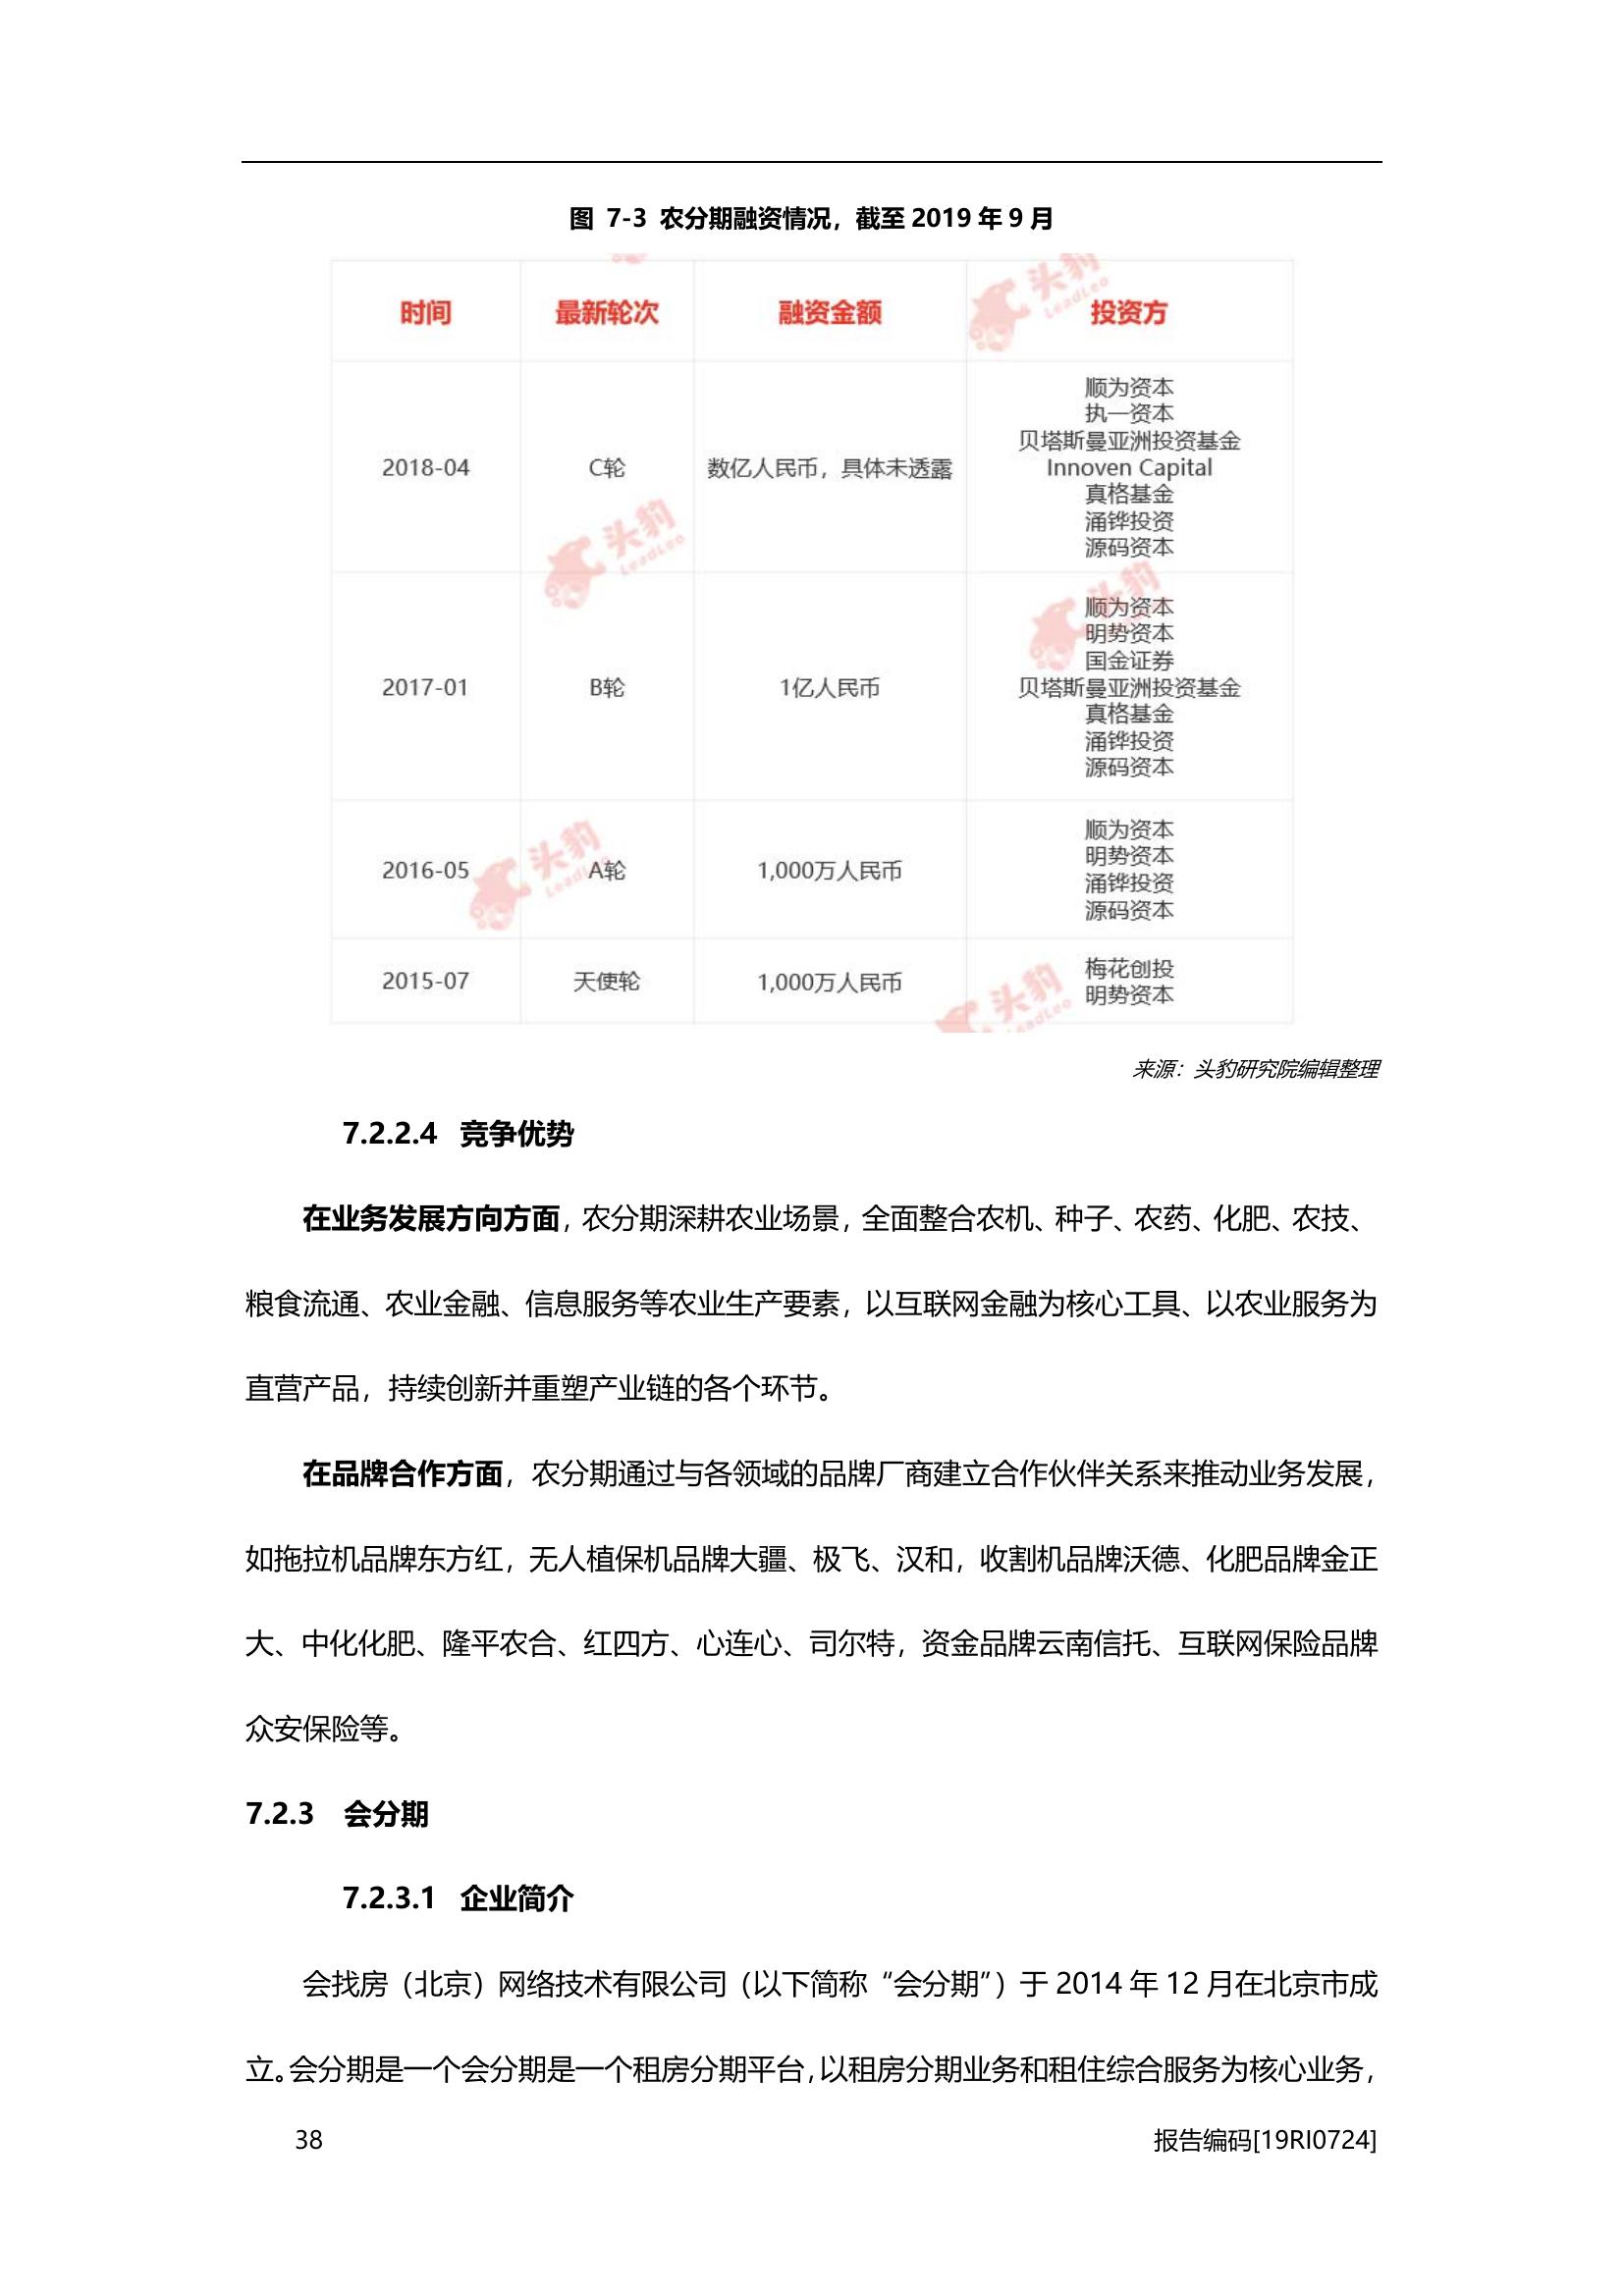 图 7-3 农分期融资情况，截至 2019 年 9 月
时间 最新轮次 融资金额 投资方
顺为资本
执一资本
贝塔斯曼亚洲投资基金
2018-04 C轮 数亿人民币，具体未透露 Innoven Capital
真格基金
涌铧投资
源码资本
顺为资本
明势资本
国金证券
2017-01 B轮 1亿人民币 贝塔斯曼亚洲投资基金
真格基金
涌铧投资
源码资本
顺为资本
明势资本
2016-05 A轮 1,000万人民币 涌铧投资
源码资本
2015-07 天使轮 1,000万人民币 梅花创投
明势资本
头豹
LeadLeo
来源：头豹研究院编辑整理
7.2.2.4 竞争优势
在业务发展方向方面，农分期深耕农业场景，全面整合农机、种子、农药、化肥、农技、
粮食流通、农业金融、信息服务等农业生产要素，以互联网金融为核心工具、以农业服务为
直营产品，持续创新并重塑产业链的各个环节。
在品牌合作方面，农分期通过与各领域的品牌厂商建立合作伙伴关系来推动业务发展，
如拖拉机品牌东方红，无人植保机品牌大疆、极飞、汉和，收割机品牌沃德、化肥品牌金正
大、中化化肥、隆平农合、红四方、心连心、司尔特，资金品牌云南信托、互联网保险品牌
众安保险等。
7.2.3 会分期
7.2.3.1 企业简介
会找房（北京）网络技术有限公司（以下简称“会分期”）于 2014 年 12 月在北京市成
立。会分期是一个会分期是一个租房分期平台，以租房分期业务和租住综合服务为核心业务，
38 报告编码[19RI0724]